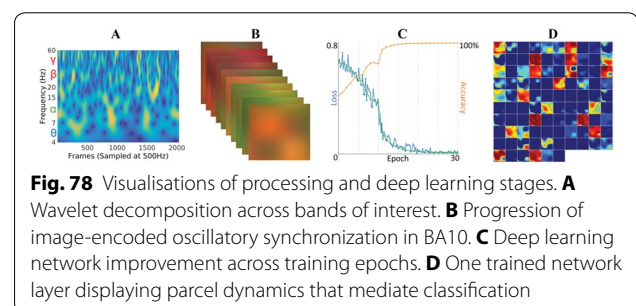 A B C D
60
γ
β
20
15
α
7
θ
4
Frequency (Hz)
500 1000 1500 2000
Frames (Sampled at 500Hz)
0.8
Loss
0
100%
Accuracy
Epoch
30
Fig. 78 Visualisations of processing and deep learning stages. A
Wavelet decomposition across bands of interest. B Progression of
image-encoded oscillatory synchronization in BA10. C Deep learning
network improvement across training epochs. D One trained network
layer displaying parcel dynamics that mediate classification